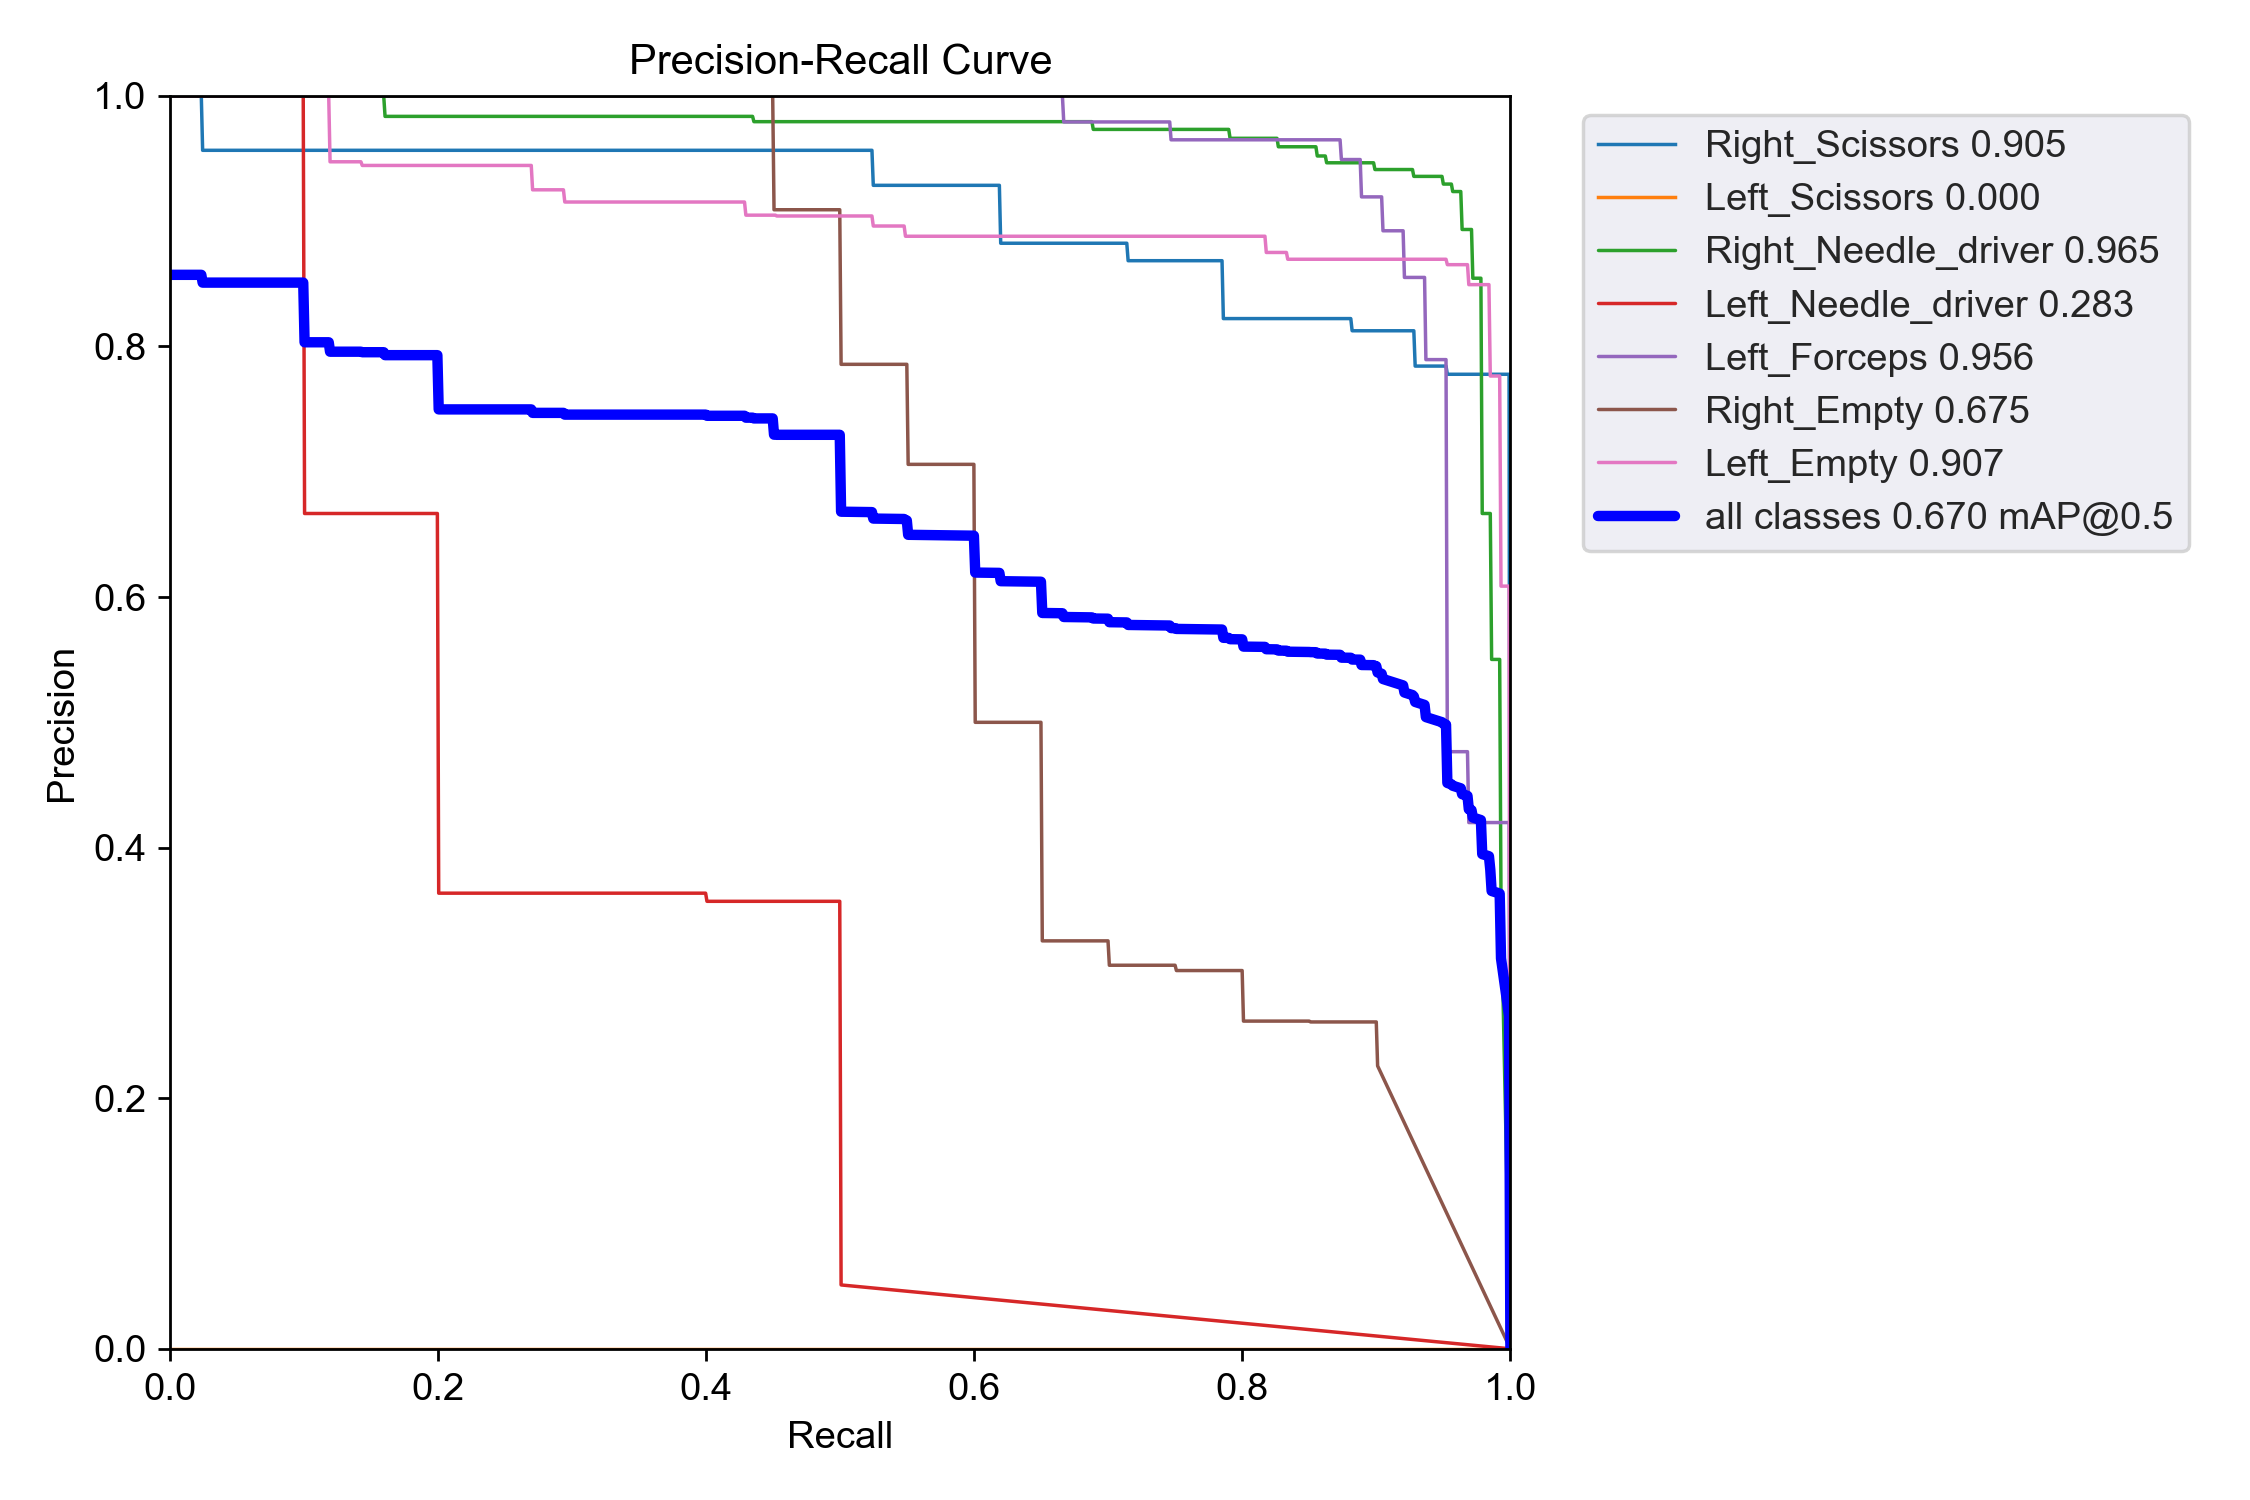 Precision-Recall Curve
1.0
0.8
0.6
0.4
0.2
0.0
Precision
0.0 0.2 0.4 0.6 0.8 1.0
Recall
Right_Scissors 0.905
Left_Scissors 0.000
Right_Needle_driver 0.965
Left_Needle_driver 0.283
Left_Forceps 0.956
Right_Empty 0.675
Left_Empty 0.907
all classes 0.670 mAP@0.5